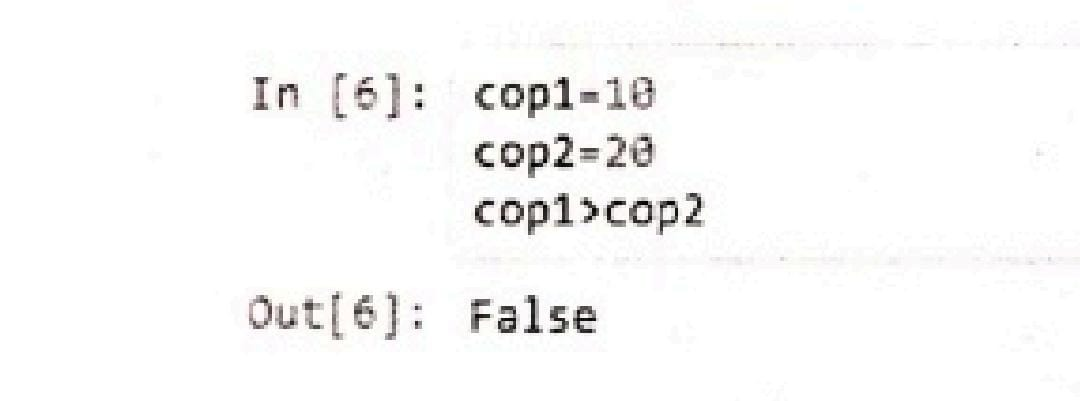 In [6]: cop1=10
cop2=20
cop1>cop2
Out[6]: False